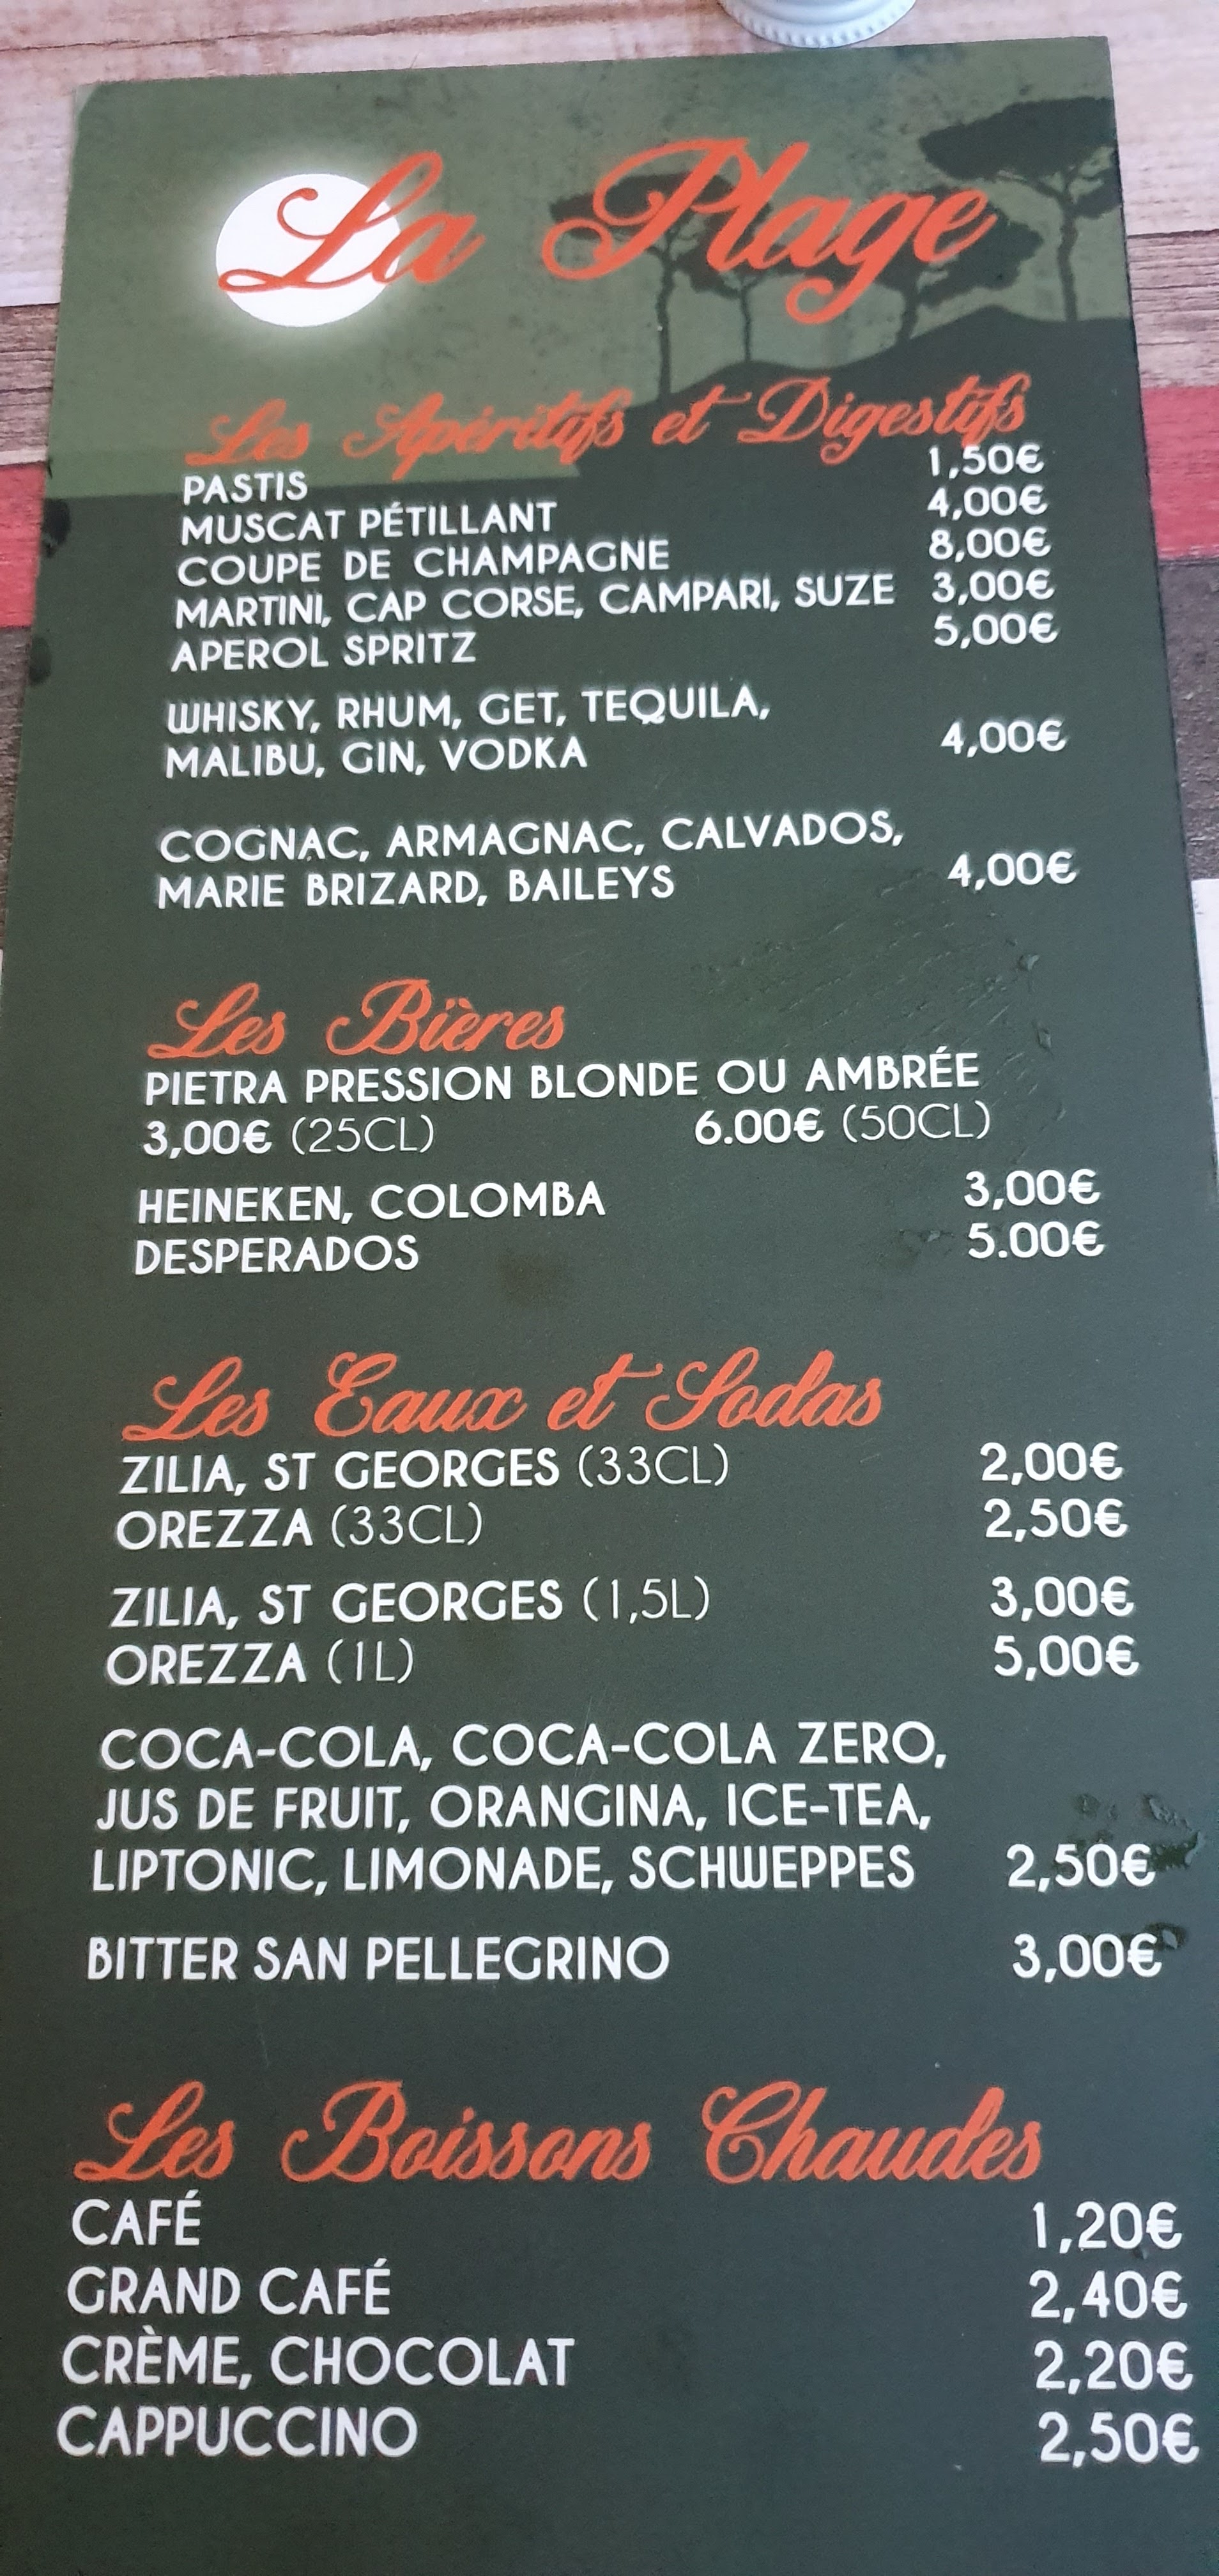 La Plage
Les Apéritifs et Digestifs
PASTIS 1,50€
MUSCAT PÉTILLANT 4,00€
COUPE DE CHAMPAGNE 8,00€
MARTINI, CAP CORSE, CAMPARI, SUZE 3,00€
APEROL SPRITZ 5,00€
WHISKY, RHUM, GET, TEQUILA,
MALIBU, GIN, VODKA 4,00€
COGNAC, ARMAGNAC, CALVADOS,
MARIE BRIZARD, BAILEYS 4,00€
Les Bières
PIETRA PRESSION BLONDE OU AMBRÉE
3,00€ (25CL) 6.00€ (50CL)
HEINEKEN, COLOMBA 3,00€
DESPERADOS 5.00€
Les Eaux et Sodas
ZILIA, ST GEORGES (33CL) 2,00€
OREZZA (33CL) 2,50€
ZILIA, ST GEORGES (1,5L) 3,00€
OREZZA (1L) 5,00€
COCA-COLA, COCA-COLA ZERO,
JUS DE FRUIT, ORANGINA, ICE-TEA,
LIPTONIC, LIMONADE, SCHWEPPES 2,50€
BITTER SAN PELLEGRINO 3,00€
Les Boissons Chaudes
CAFÉ 1,20€
GRAND CAFÉ 2,40€
CRÈME, CHOCOLAT 2,20€
CAPPUCCINO 2,50€